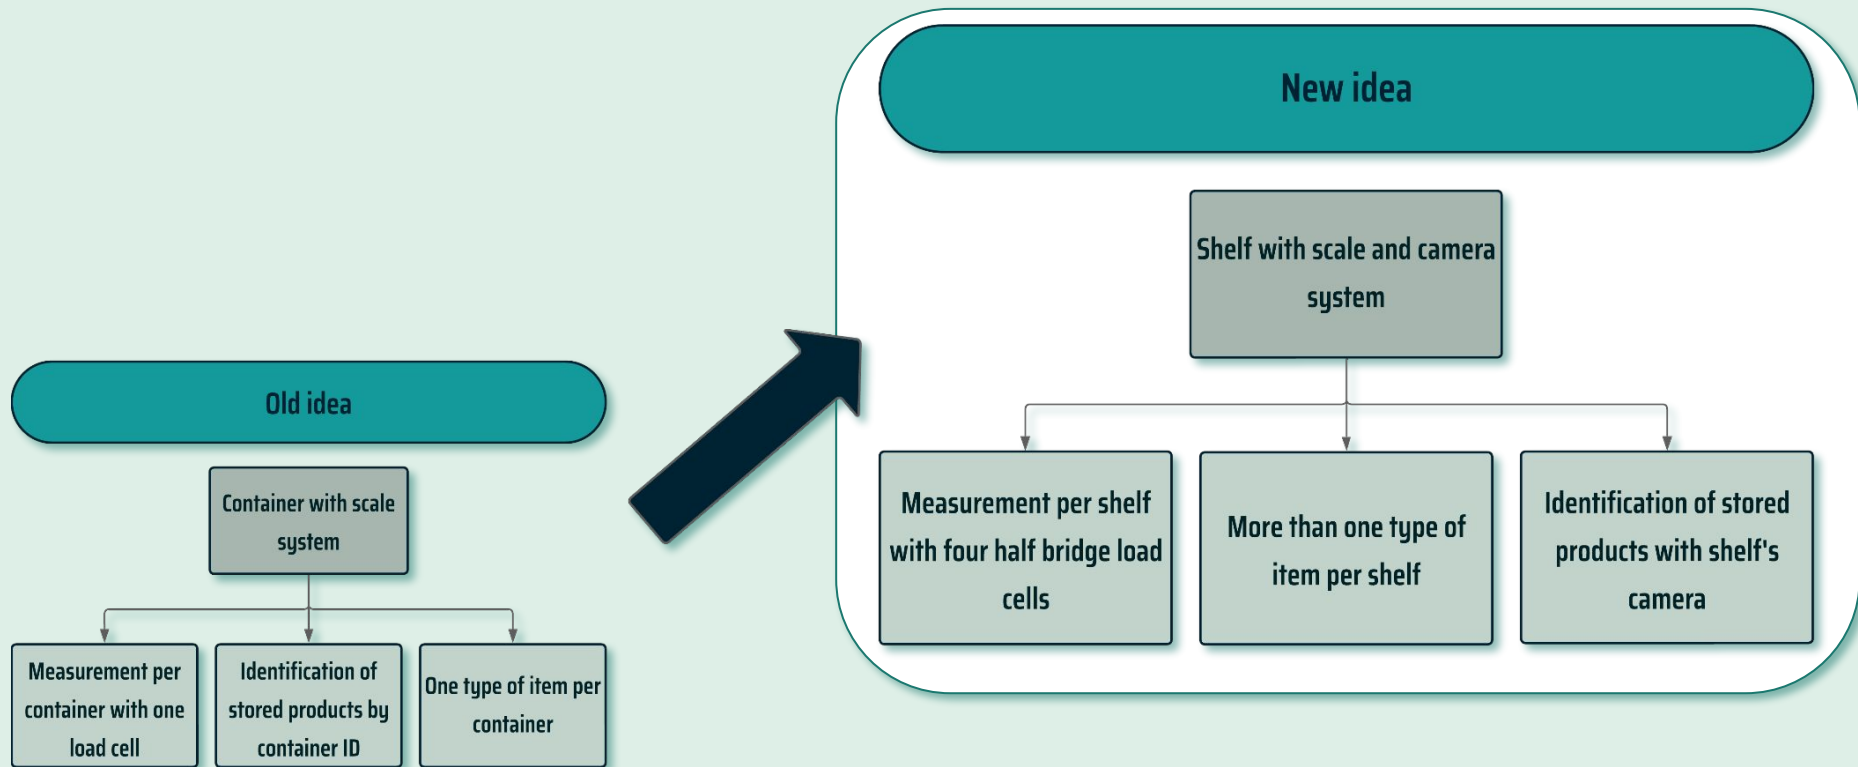 Old idea
Container with scale
system
Measurement per
container with one
load cell
Identification of
stored products by
container ID
One type of item per
container
New idea
Shelf with scale and camera
system
Measurement per shelf
with four half bridge load
cells
More than one type of
item per shelf
Identification of stored
products with shelf's
camera